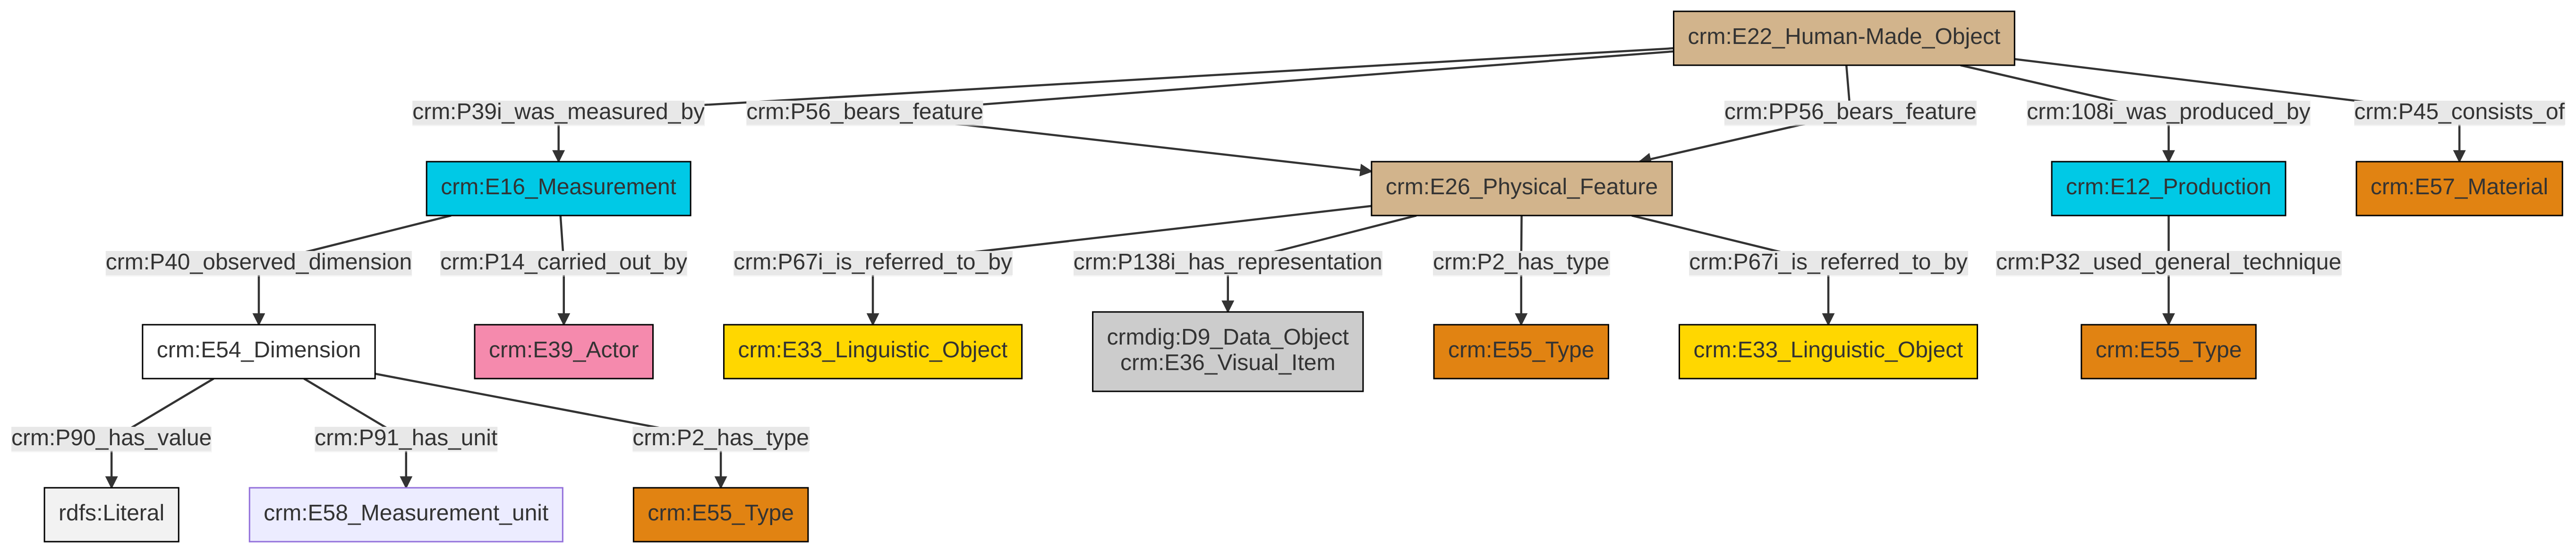 crm:E22_Human-Made_Object
crm:P39i_was_measured_by
crm:P56_bears_feature
crm:PP56_bears_feature
crm:108i_was_produced_by
crm:P45_consists_of
crm:E16_Measurement
crm:E26_Physical_Feature
crm:E12_Production
crm:E57_Material
crm:P40_observed_dimension
crm:P14_carried_out_by
crm:P67i_is_referred_to_by
crm:P138i_has_representation
crm:P2_has_type
crm:P67i_is_referred_to_by
crm:P32_used_general_technique
crm:E54_Dimension
crm:E39_Actor
crm:E33_Linguistic_Object
crmdig:D9_Data_Object
crm:E36_Visual_Item
crm:E55_Type
crm:E33_Linguistic_Object
crm:E55_Type
crm:P90_has_value
crm:P91_has_unit
crm:P2_has_type
rdfs:Literal
crm:E58_Measurement_unit
crm:E55_Type